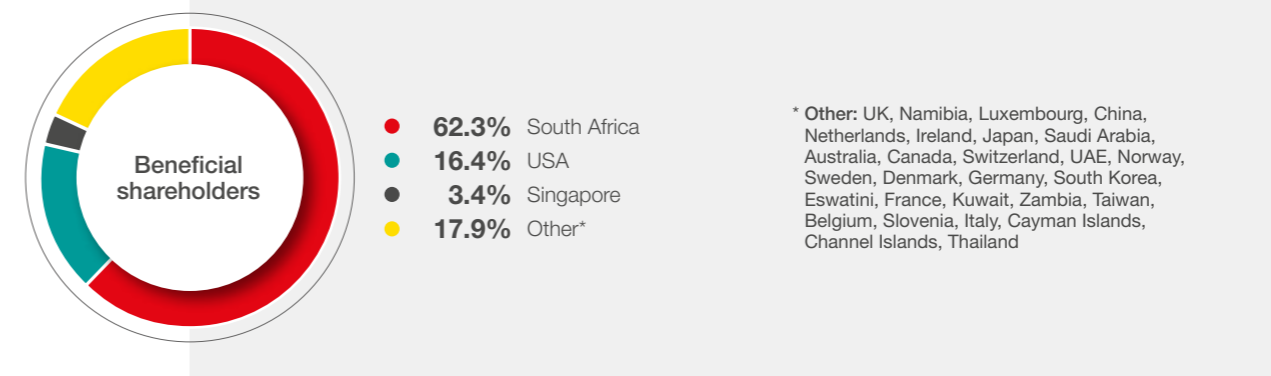 Beneficial
shareholders
62.3% South Africa
16.4% USA
3.4% Singapore
17.9% Other*
* Other: UK, Namibia, Luxembourg, China,
Netherlands, Ireland, Japan, Saudi Arabia,
Australia, Canada, Switzerland, UAE, Norway,
Sweden, Denmark, Germany, South Korea,
Eswatini, France, Kuwait, Zambia, Taiwan,
Belgium, Slovenia, Italy, Cayman Islands,
Channel Islands, Thailand